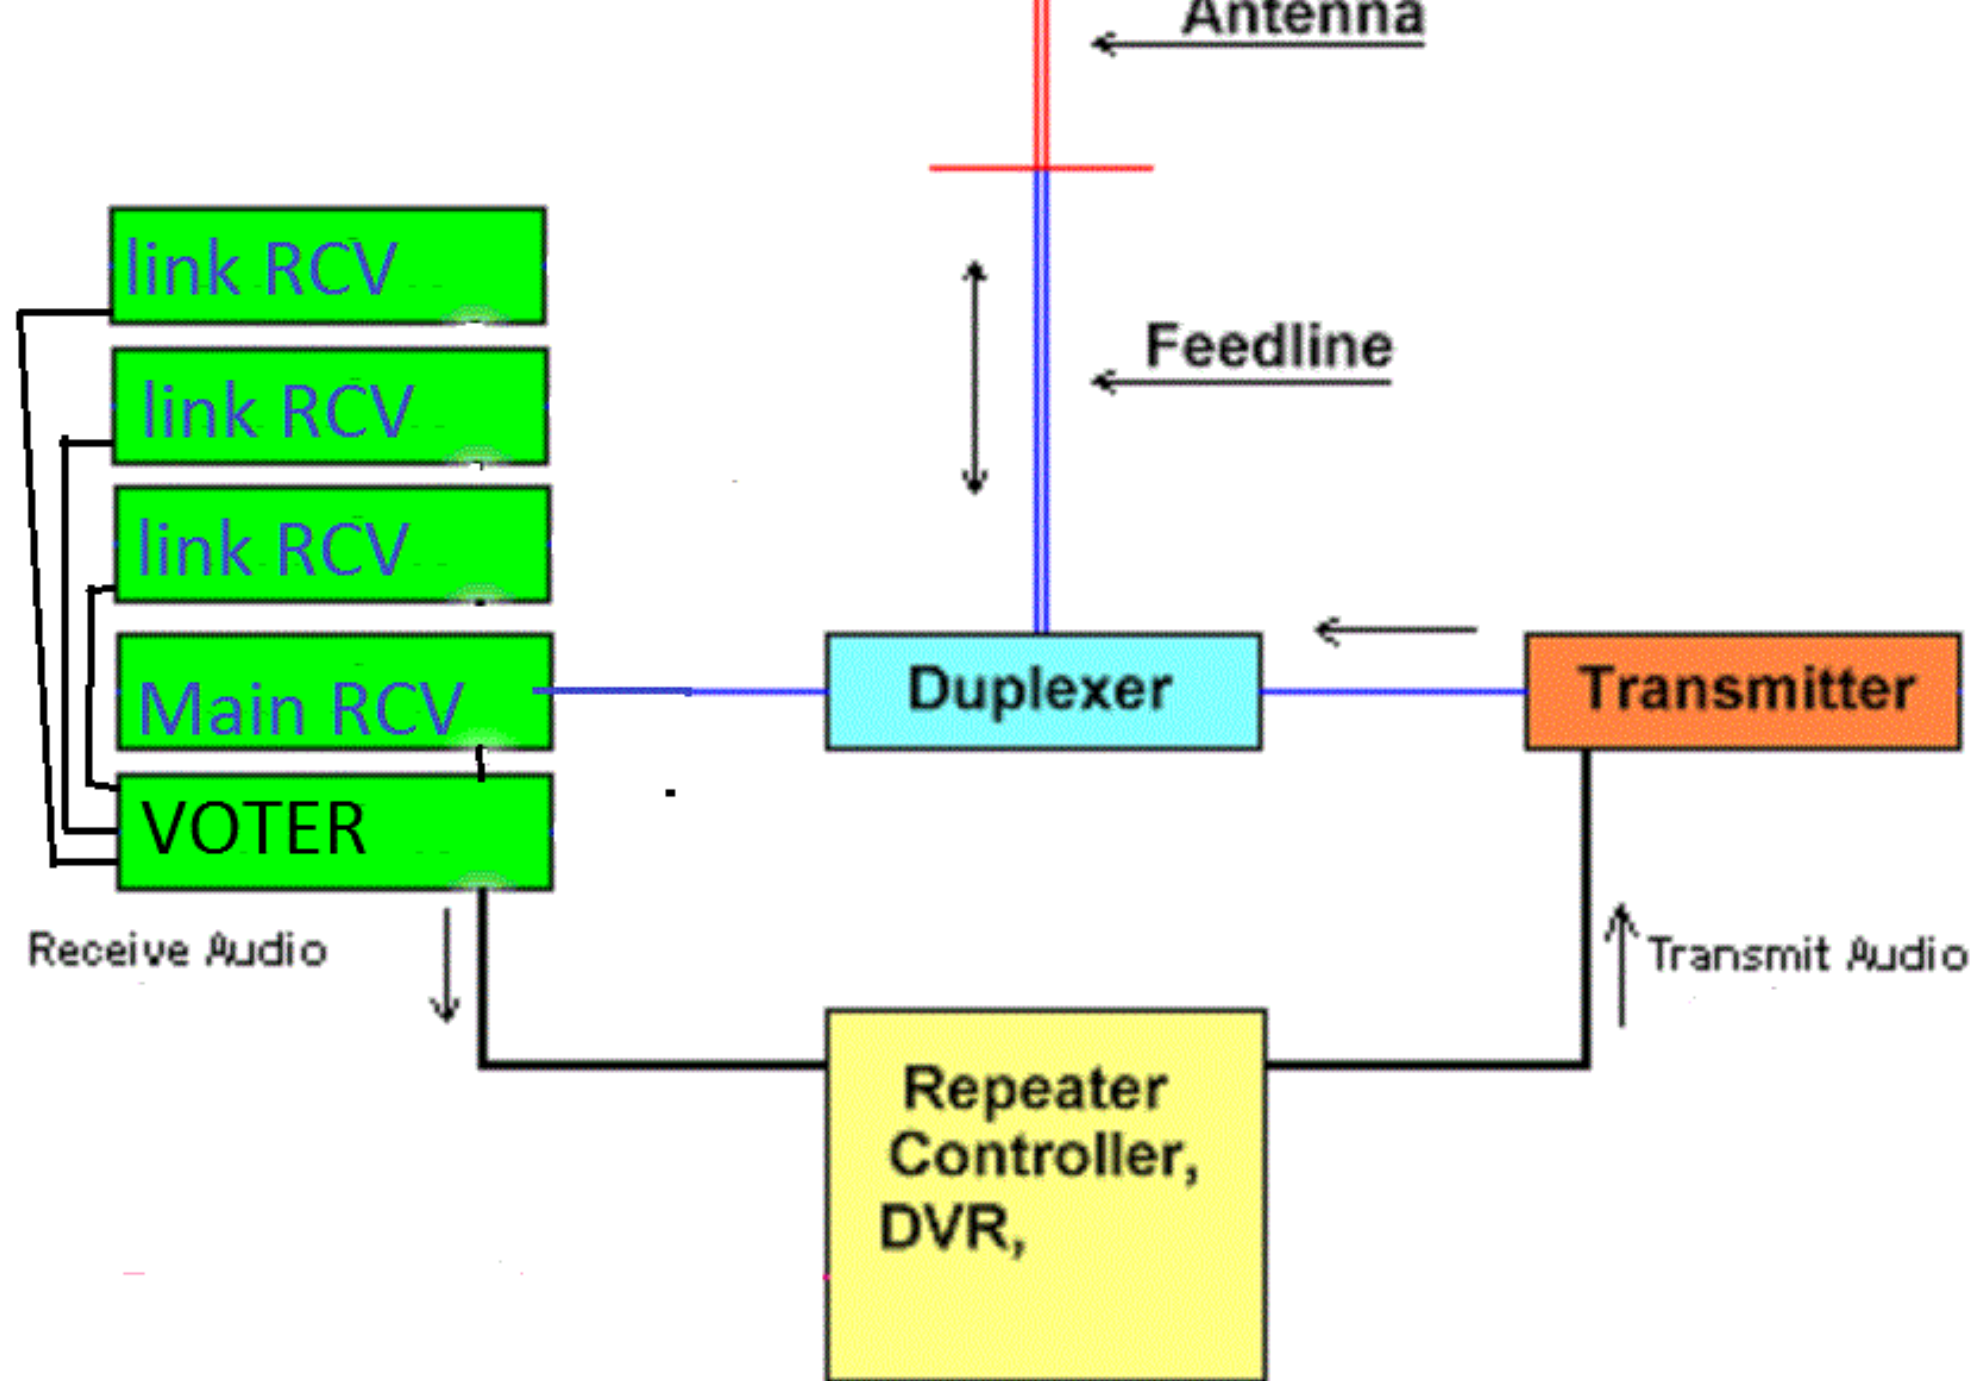 Antenna
link RCV
Feedline
link RCV
link RCV
Main RCV
Duplexer
Transmitter
VOTER
Receive Audio
Transmit Audio
Repeater
Controller,
DVR,